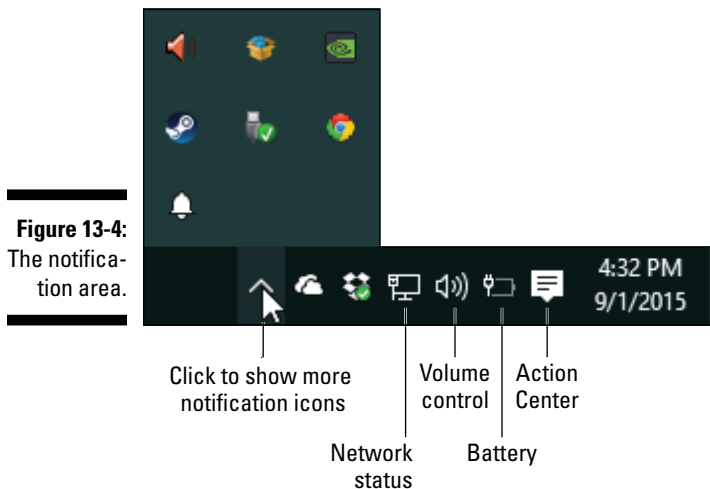 Figure 13-4:
The notifica-
tion area.
4:32 PM
9/1/2015
Click to show more
notification icons
Volume
control
Action
Center
Network
status
Battery